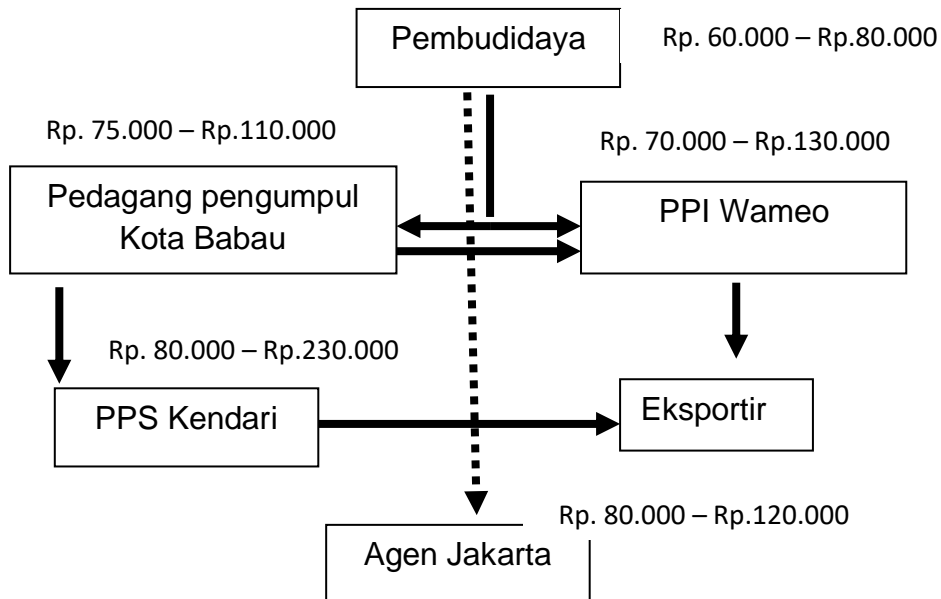 Pembudidaya
Rp. 60.000 – Rp.80.000
Rp. 75.000 – Rp.110.000
Rp. 70.000 – Rp.130.000
Pedagang pengumpul
Kota Babau
PPI Wameo
Rp. 80.000 – Rp.230.000
PPS Kendari
Eksportir
Rp. 80.000 – Rp.120.000
Agen Jakarta